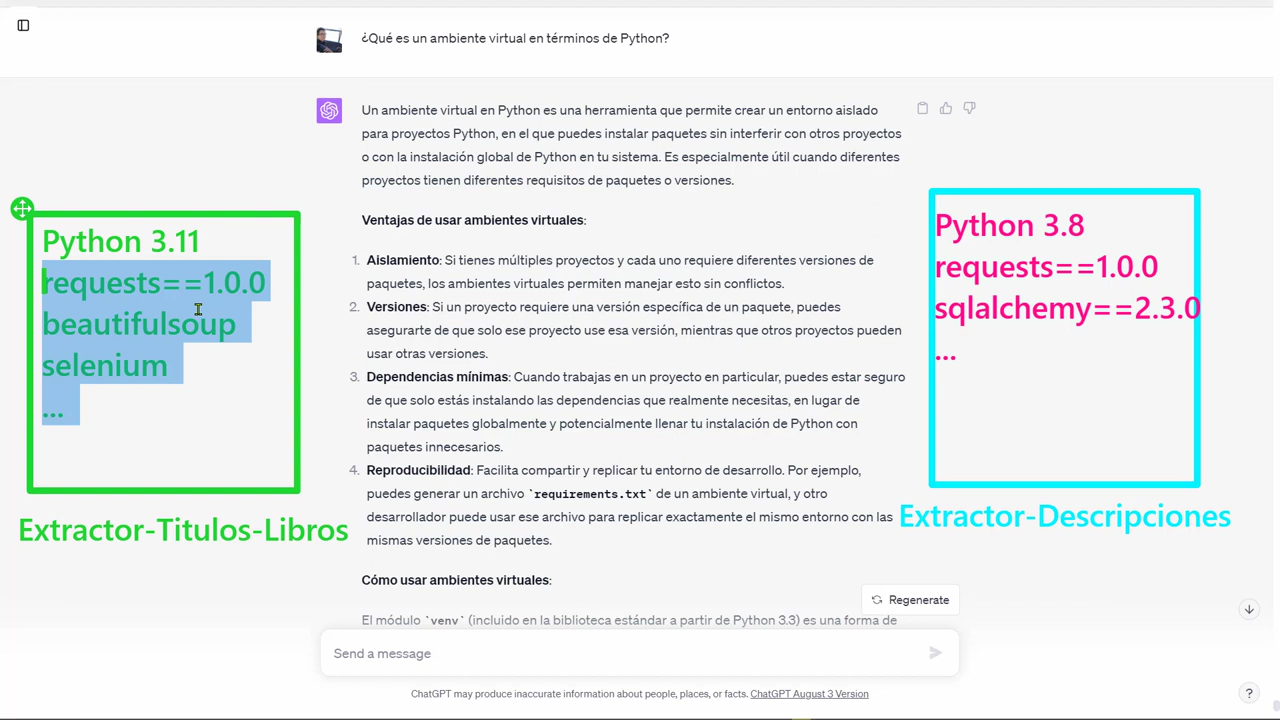 ¿Qué es un ambiente virtual en términos de Python?
Un ambiente virtual en Python es una herramienta que permite crear un entorno aislado
para proyectos Python, en el que puedes instalar paquetes sin interferir con otros proyectos
o con la instalación global de Python en tu sistema. Es especialmente útil cuando diferentes
proyectos tienen diferentes requisitos de paquetes o versiones.
Ventajas de usar ambientes virtuales:
1. Aislamiento: Si tienes múltiples proyectos y cada uno requiere diferentes versiones de
paquetes, los ambientes virtuales permiten manejar esto sin conflictos.
2. Versiones: Si un proyecto requiere una versión específica de un paquete, puedes
asegurarte de que solo ese proyecto use esa versión, mientras que otros proyectos pueden
usar otras versiones.
3. Dependencias mínimas: Cuando trabajas en un proyecto en particular, puedes estar seguro
de que solo estás instalando las dependencias que realmente necesitas, en lugar de
instalar paquetes globalmente y potencialmente llenar tu instalación de Python con
paquetes innecesarios.
4. Reproducibilidad: Facilita compartir y replicar tu entorno de desarrollo. Por ejemplo,
puedes generar un archivo `requirements.txt` de un ambiente virtual, y otro
desarrollador puede usar ese archivo para replicar exactamente el mismo entorno con las
mismas versiones de paquetes.
Cómo usar ambientes virtuales:
El módulo `venv` (incluido en la biblioteca estándar a partir de Python 3.3) es una forma de
Regenerate
Send a message
ChatGPT may produce inaccurate information about people, places, or facts. ChatGPT August 3 Version
?
Python 3.11
requests==1.0.0
beautifulsoup
selenium
...
Extractor-Titulos-Libros
Python 3.8
requests==1.0.0
sqlalchemy==2.3.0
...
Extractor-Descripciones